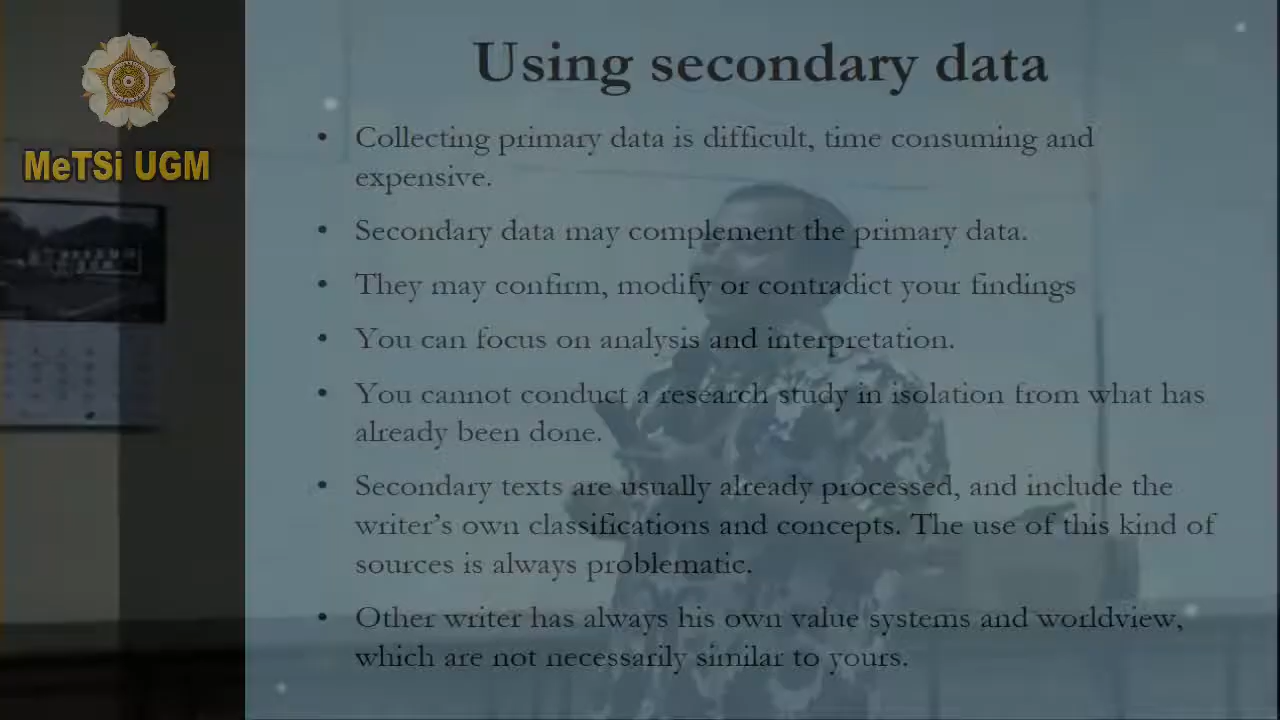 Using secondary data
MeTSi UGM
• Collecting primary data is difficult, time consuming and
expensive.
• Secondary data may complement the primary data.
• They may confirm, modify or contradict your findings
• You can focus on analysis and interpretation.
• You cannot conduct a research study in isolation from what has
already been done.
• Secondary texts are usually already processed, and include the
writer's own classifications and concepts. The use of this kind of
sources is always problematic.
• Other writer has always his own value systems and worldview,
which are not necessarily similar to yours.